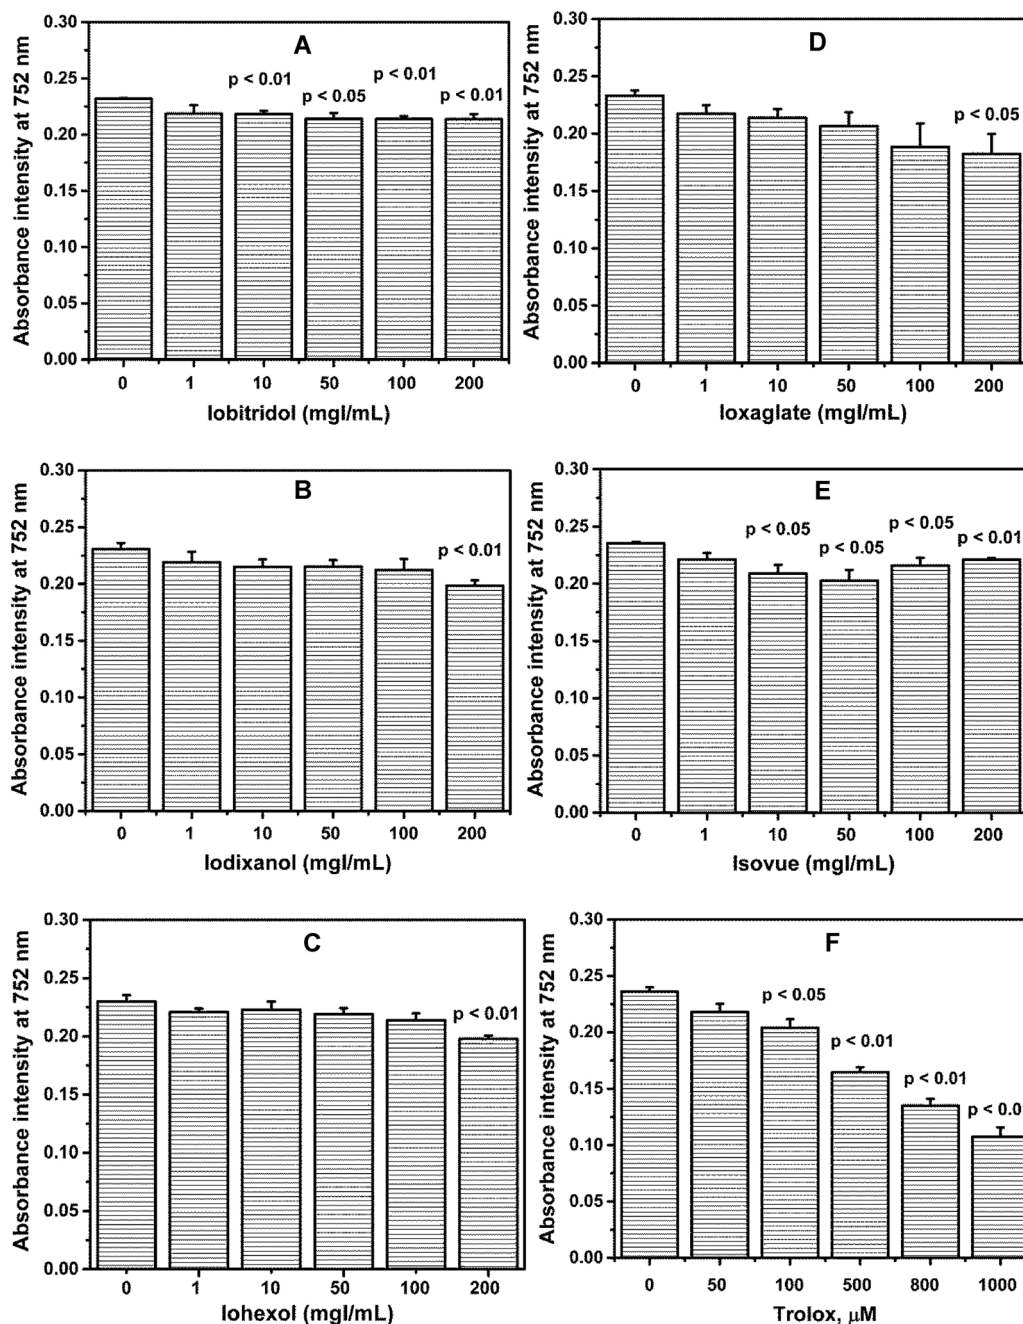 A
Absorbance intensity at 752 nm
0.30
0.25
0.20
0.15
0.10
0.05
0.00
p < 0.01
p < 0.05
p < 0.01
p < 0.01
0 1 10 50 100 200
Iobitridol (mgI/mL)
D
Absorbance intensity at 752 nm
0.30
0.25
0.20
0.15
0.10
0.05
0.00
p < 0.05
0 1 10 50 100 200
Ioxaglate (mgI/mL)
B
Absorbance intensity at 752 nm
0.30
0.25
0.20
0.15
0.10
0.05
0.00
p < 0.01
0 1 10 50 100 200
Iodixanol (mgI/mL)
E
Absorbance intensity at 752 nm
0.30
0.25
0.20
0.15
0.10
0.05
0.00
p < 0.05
p < 0.05
p < 0.05
p < 0.01
0 1 10 50 100 200
Isovue (mgI/mL)
C
Absorbance intensity at 752 nm
0.30
0.25
0.20
0.15
0.10
0.05
0.00
p < 0.01
0 1 10 50 100 200
Iohexol (mgI/mL)
F
Absorbance intensity at 752 nm
0.30
0.25
0.20
0.15
0.10
0.05
0.00
p < 0.05
p < 0.01
p < 0.01
p < 0.0
0 50 100 500 800 1000
Trolox, μM